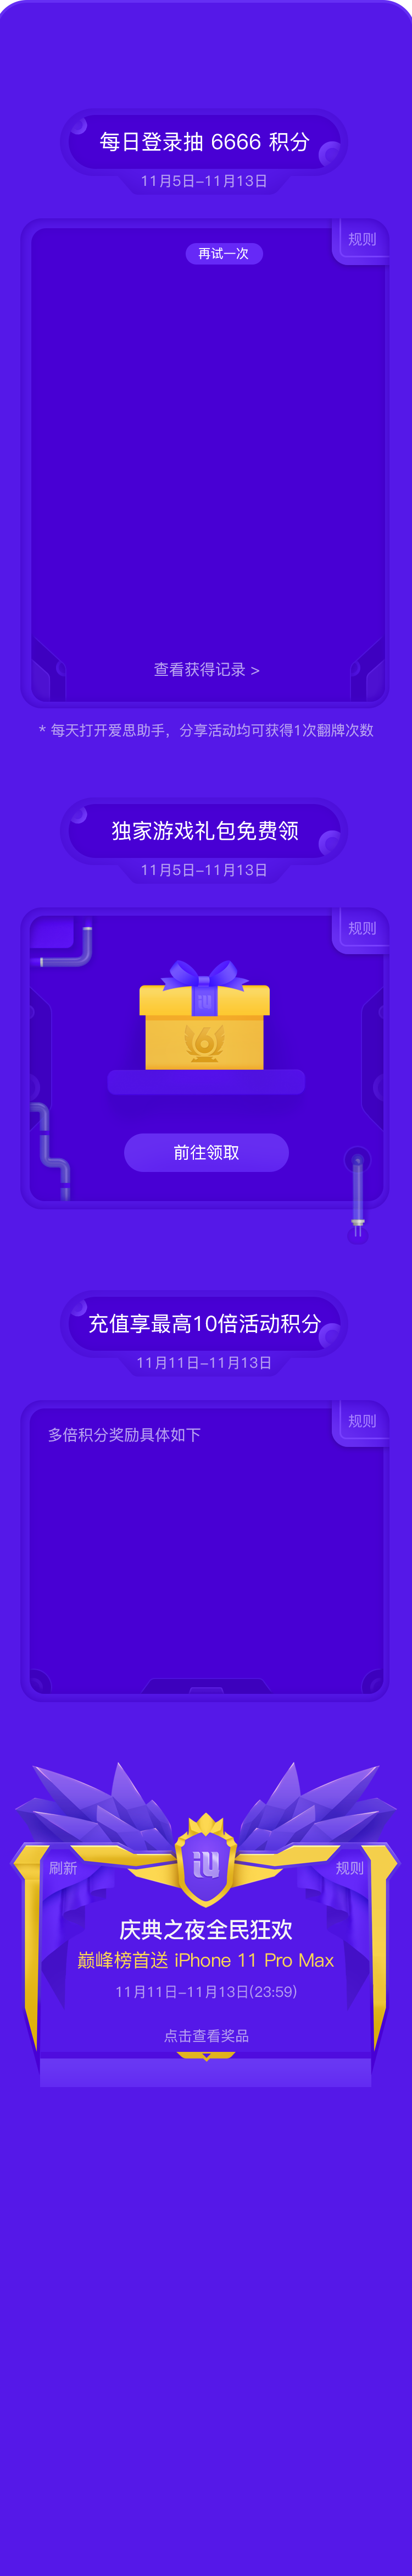 每日登录抽 6666 积分
11月5日-11月13日
规则
再试一次
查看获得记录 >
* 每天打开爱思助手，分享活动均可获得1次翻牌次数
独家游戏礼包免费领
11月5日-11月13日
规则
6
前往领取
充值享最高10倍活动积分
11月11日-11月13日
规则
多倍积分奖励具体如下
刷新
规则
庆典之夜全民狂欢
巅峰榜首送 iPhone 11 Pro Max
11月11日-11月13日(23:59)
点击查看奖品